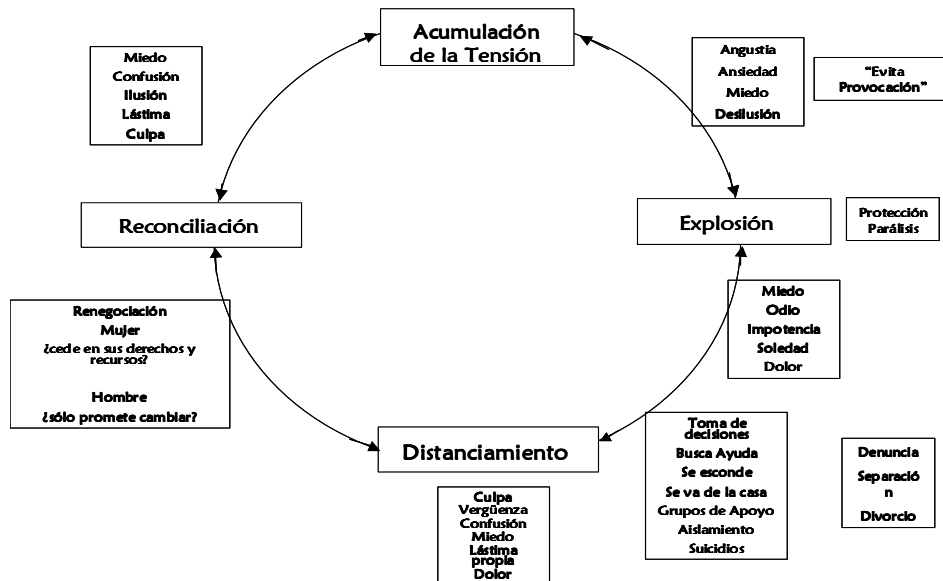 Acumulación
de la Tensión
Miedo
Confusión
Ilusión
Lástima
Culpa
Angustia
Ansiedad
Miedo
Desilusión
“Evita
Provocación”
Reconciliación
Explosión
Protección
Parálisis
Renegociación
Mujer
¿cede en sus derechos y
recursos?
Hombre
¿sólo promete cambiar?
Miedo
Odio
Impotencia
Soledad
Dolor
Distanciamiento
Toma de
decisiones
Busca Ayuda
Se esconde
Se va de la casa
Grupos de Apoyo
Aislamiento
Suicidios
Denuncia
Separació
n
Divorcio
Culpa
Vergüenza
Confusión
Miedo
Lástima
propia
Dolor